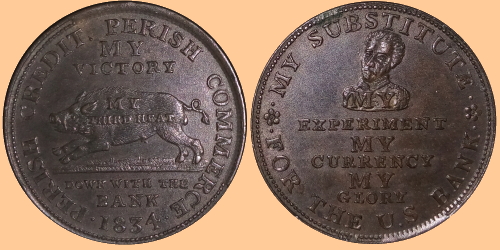 PERISH CREDIT. PERISH COMMERCE
MY
VICTORY
MY
THIRD HEAT
DOWN WITH THE
BANK
1834
MY SUBSTITUTE
FOR THE U.S. BANK
MY
EXPERIMENT
MY
CURRENCY
MY
GLORY